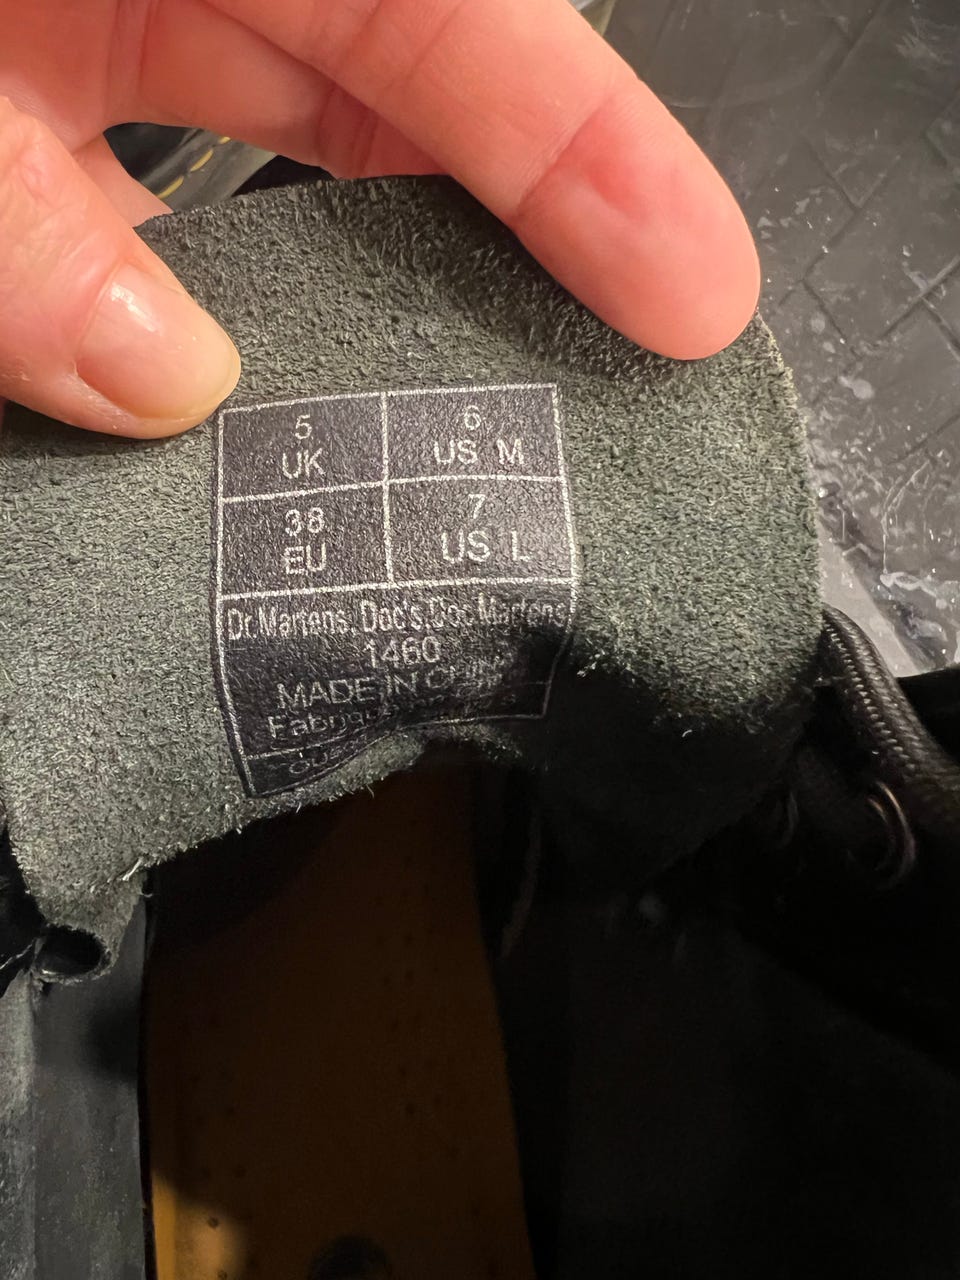 5
UK
6
US M
38
EU
7
US L
Dr. Martens. Doc's. Doc Martens
1460
MADE IN CHINA